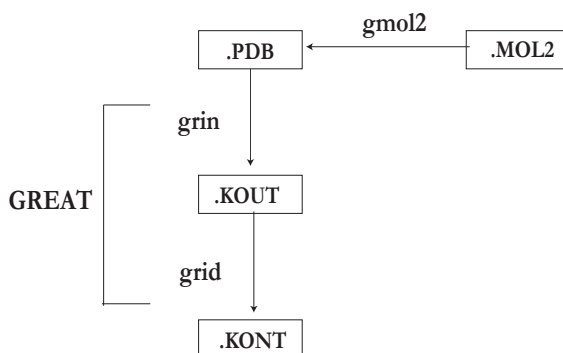 gmol2
.PDB
.MOL2
grin
GREAT
.KOUT
grid
.KONT